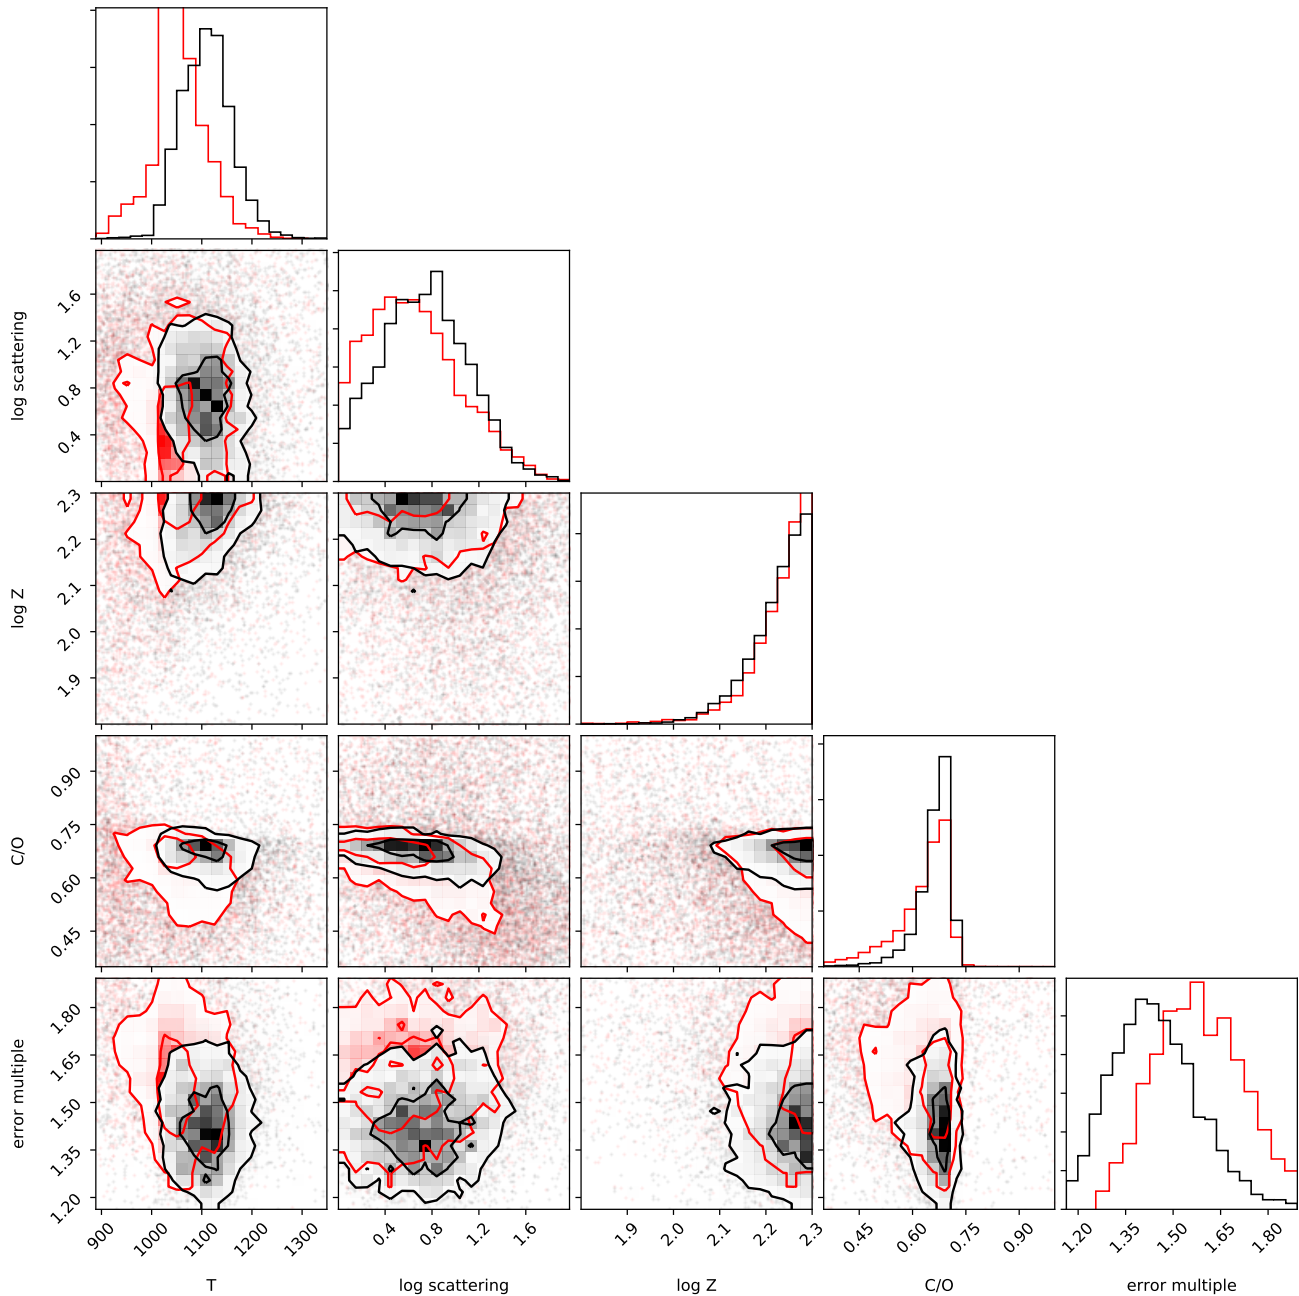 log scattering
1.6
1.2
0.8
0.4
log Z
2.3
2.2
2.1
2.0
1.9
C/O
0.90
0.75
0.60
0.45
error multiple
1.80
1.65
1.50
1.35
1.20
900 1000 1100 1200 1300
0.4 0.8 1.2 1.6
1.9 2.0 2.1 2.2 2.3
0.45 0.60 0.75 0.90
1.20 1.35 1.50 1.65 1.80
T log scattering log Z C/O error multiple